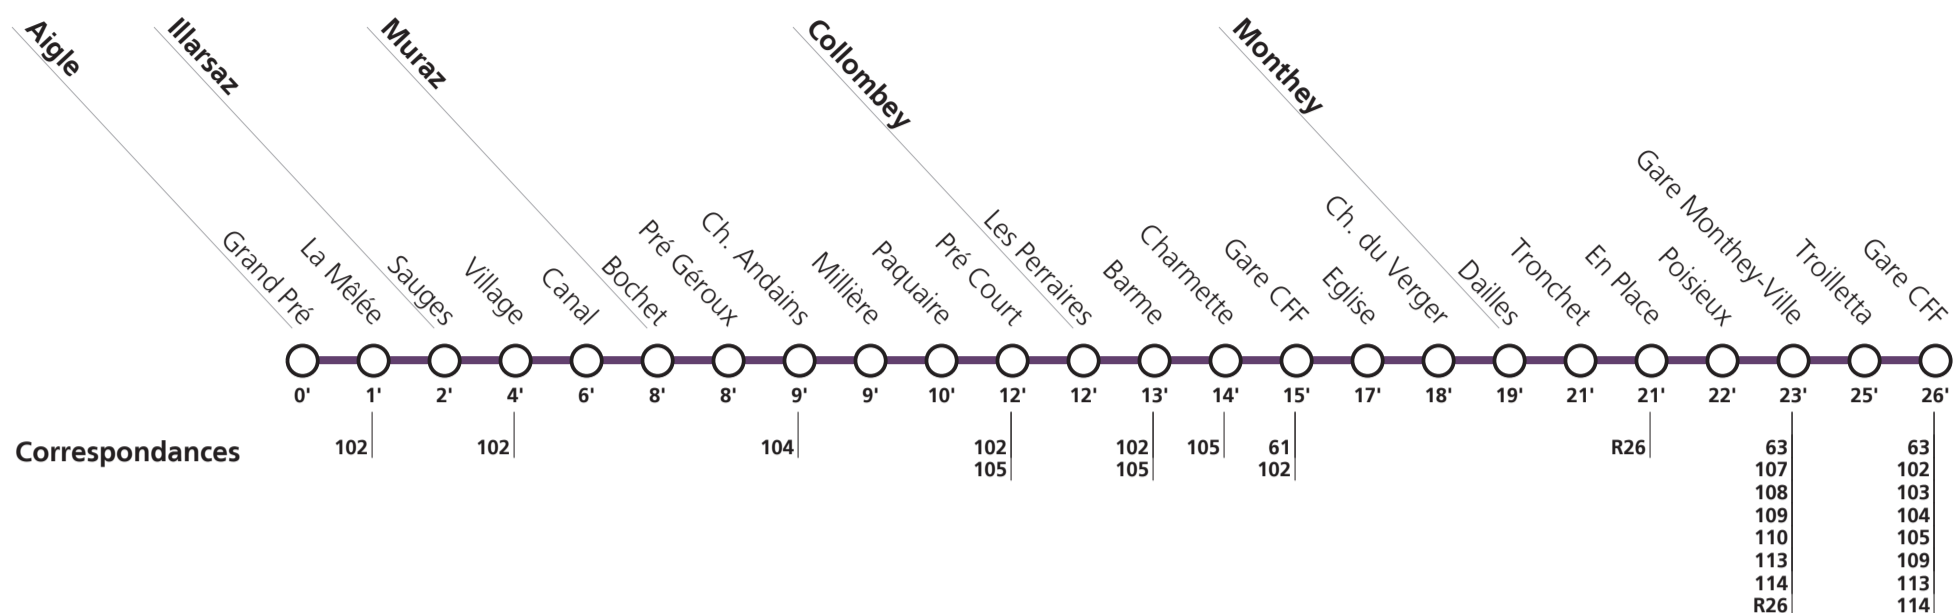 Aigle
Illarsaz
Muraz
Collombey
Monthey
Grand Pré
La Mêlée
Sauges
Village
Canal
Bochet
Pré Géroux
Ch. Andains
Millière
Paquaire
Pré Court
Les Perraires
Barme
Charmette
Gare CFF
Eglise
Ch. du Verger
Dailles
Tronchet
En Place
Poisieux
Gare Monthey-Ville
Troilletta
Gare CFF
0' 1' 2' 4' 6' 8' 8' 9' 9' 10' 12' 12' 13' 14' 15' 17' 18' 19' 21' 21' 22' 23' 25' 26'
Correspondances 102 102 104 102 102 105 61 R26 63 63
105 105 102 107 102
108 103
109 104
110 105
113 109
114 113
R26 114